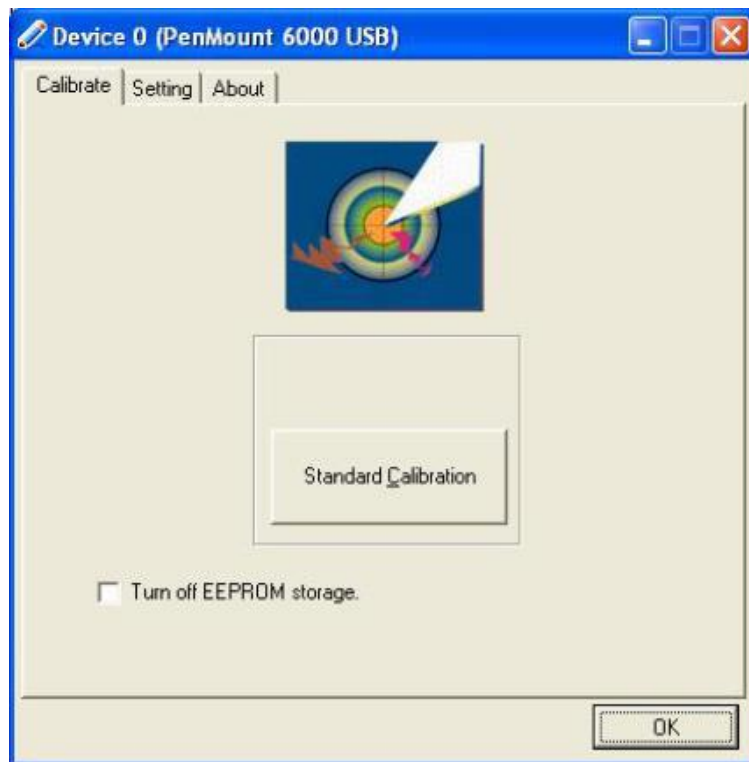 Device 0 (PenMount 6000 USB)
Calibrate Setting About
Standard Calibration
Turn off EEPROM storage.
OK